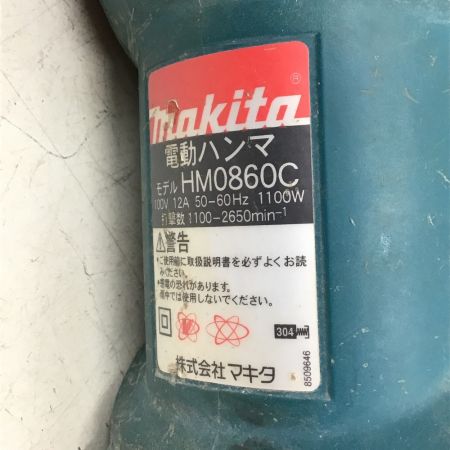 makita®
電動ハンマ
モデル HM0860C
100V 12A 50-60Hz 1100W
打撃数 1100-2650min-1
⚠警告
•ご使用前に取扱説明書を必ずよくお読
みください。
•感電の恐れがあります。
雨中では使用しないでください。
304
株式会社マキタ
8509646